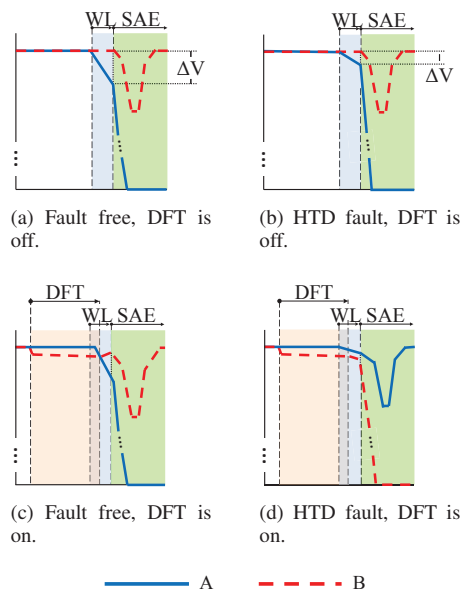 WL SAE
WL SAE
ΔV
ΔV
(a) Fault free, DFT is off.
(b) HTD fault, DFT is off.
DFT
DFT
WL SAE
WL SAE
(c) Fault free, DFT is on.
(d) HTD fault, DFT is on.
A
B